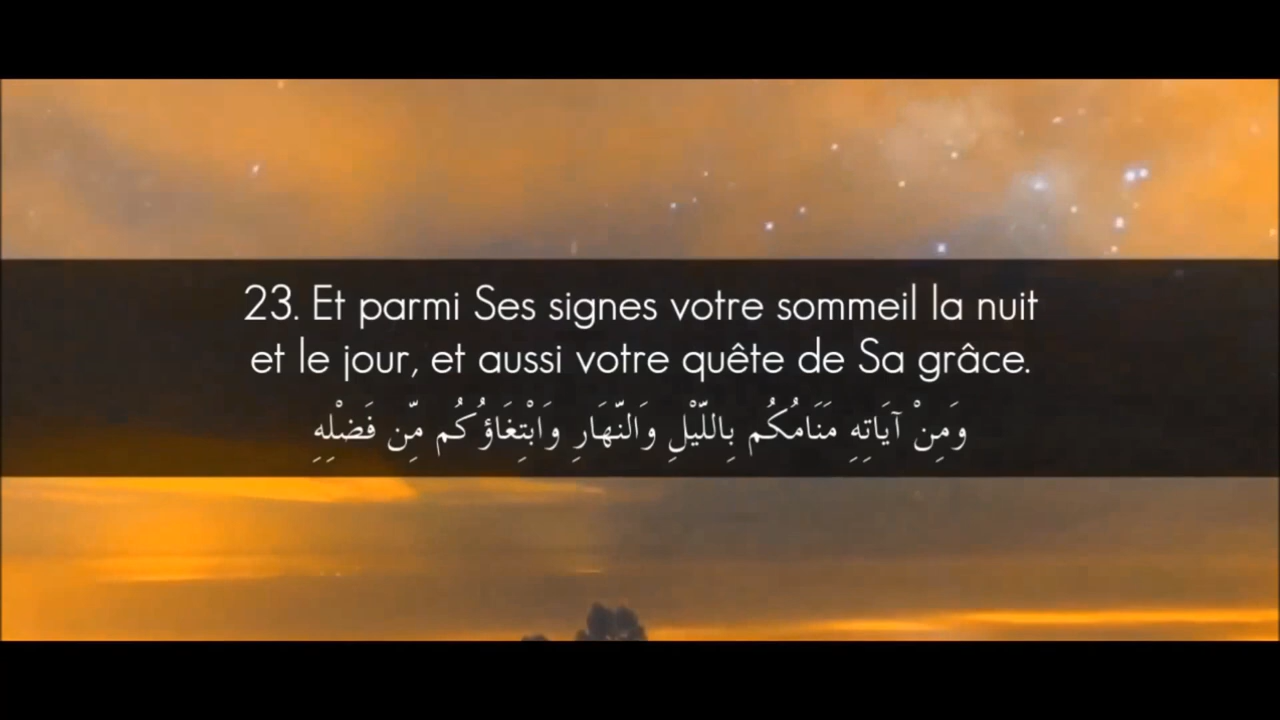 23. Et parmi Ses signes votre sommeil la nuit
et le jour, et aussi votre quête de Sa grâce.
وَمِنْ آيَاتِهِ مَنَامُكُم بِاللَّيْلِ وَالنَّهَارِ وَابْتِغَاؤُكُم مِّن فَضْلِهِ